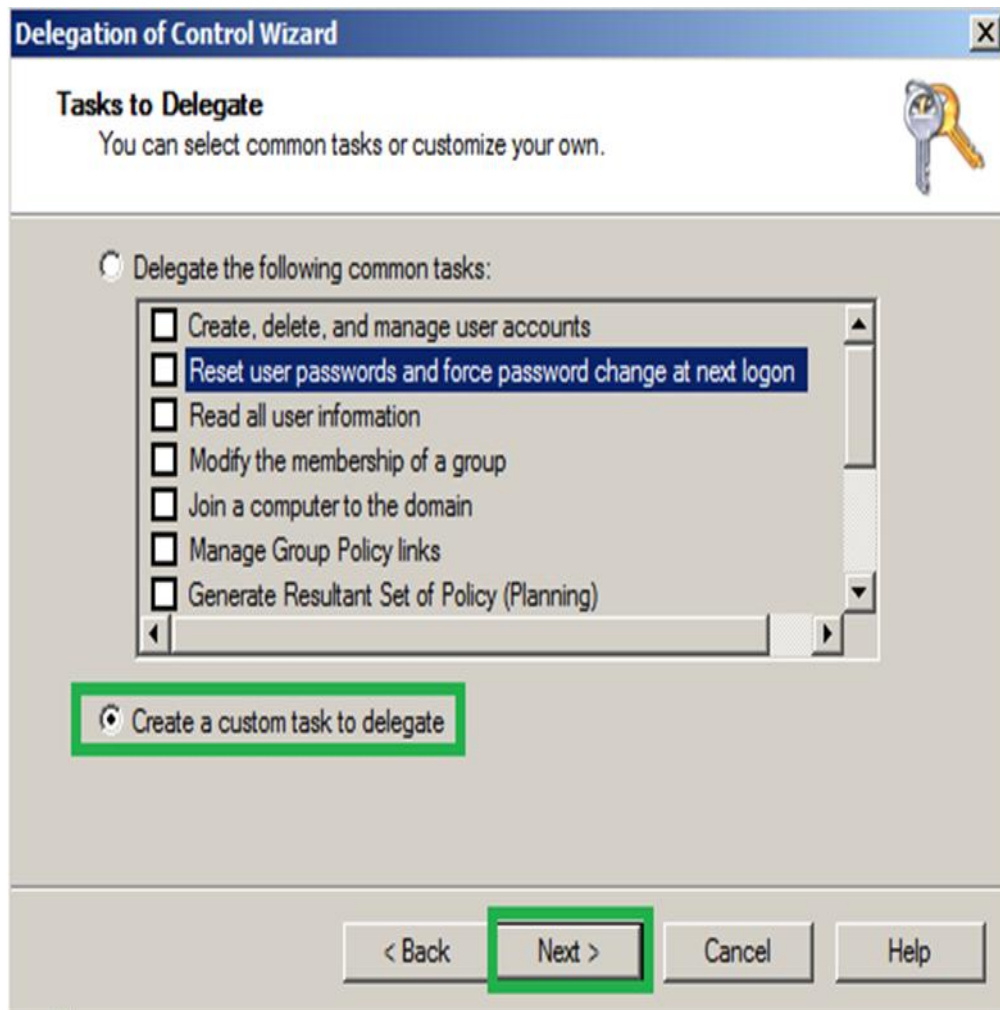 Delegation of Control Wizard
Tasks to Delegate
You can select common tasks or customize your own.
Delegate the following common tasks:
Create, delete, and manage user accounts
Reset user passwords and force password change at next logon
Read all user information
Modify the membership of a group
Join a computer to the domain
Manage Group Policy links
Generate Resultant Set of Policy (Planning)
Create a custom task to delegate
< Back Next > Cancel Help